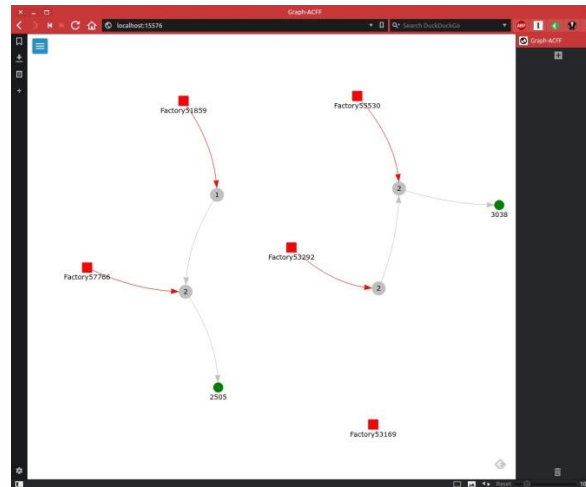 Graph-ACFF
localhost:15576
Search DuckDuckGo
ABP
Graph-ACFF
Factory51859
Factory55530
1
2
3038
Factory53292
Factory57766
2
2
2505
Factory53169
Reset